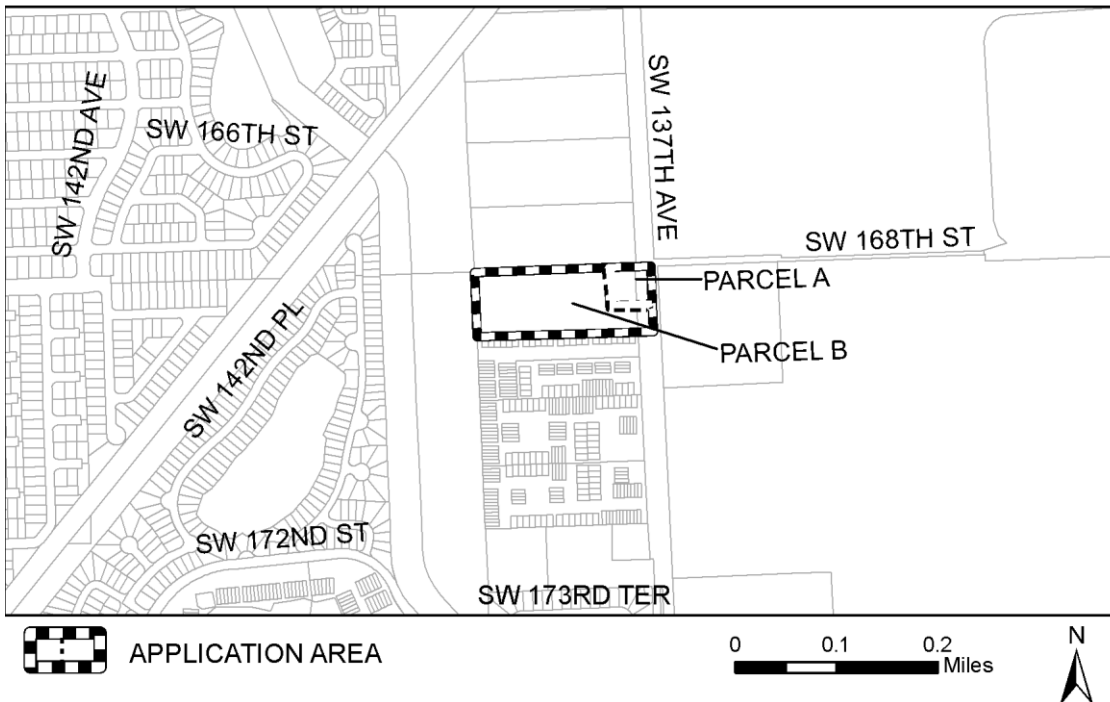 SW 137TH AVE
SW 142ND AVE
SW 166TH ST
SW 168TH ST
PARCEL A
PARCEL B
SW 142ND PL
SW 172ND ST
SW 173RD TER
APPLICATION AREA
0 0.1 0.2
Miles
N